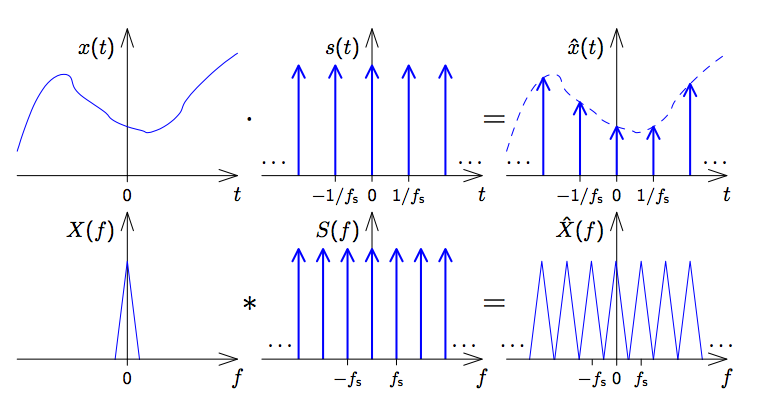 x(t) s(t) x̂(t)
· =
... ... ... ...
−1/fₛ 0 1/fₛ −1/fₛ 0 1/fₛ
0 t t t
X(f) S(f) X̂(f)
∗ =
... ... ... ...
0 f −fₛ fₛ f −fₛ 0 fₛ f